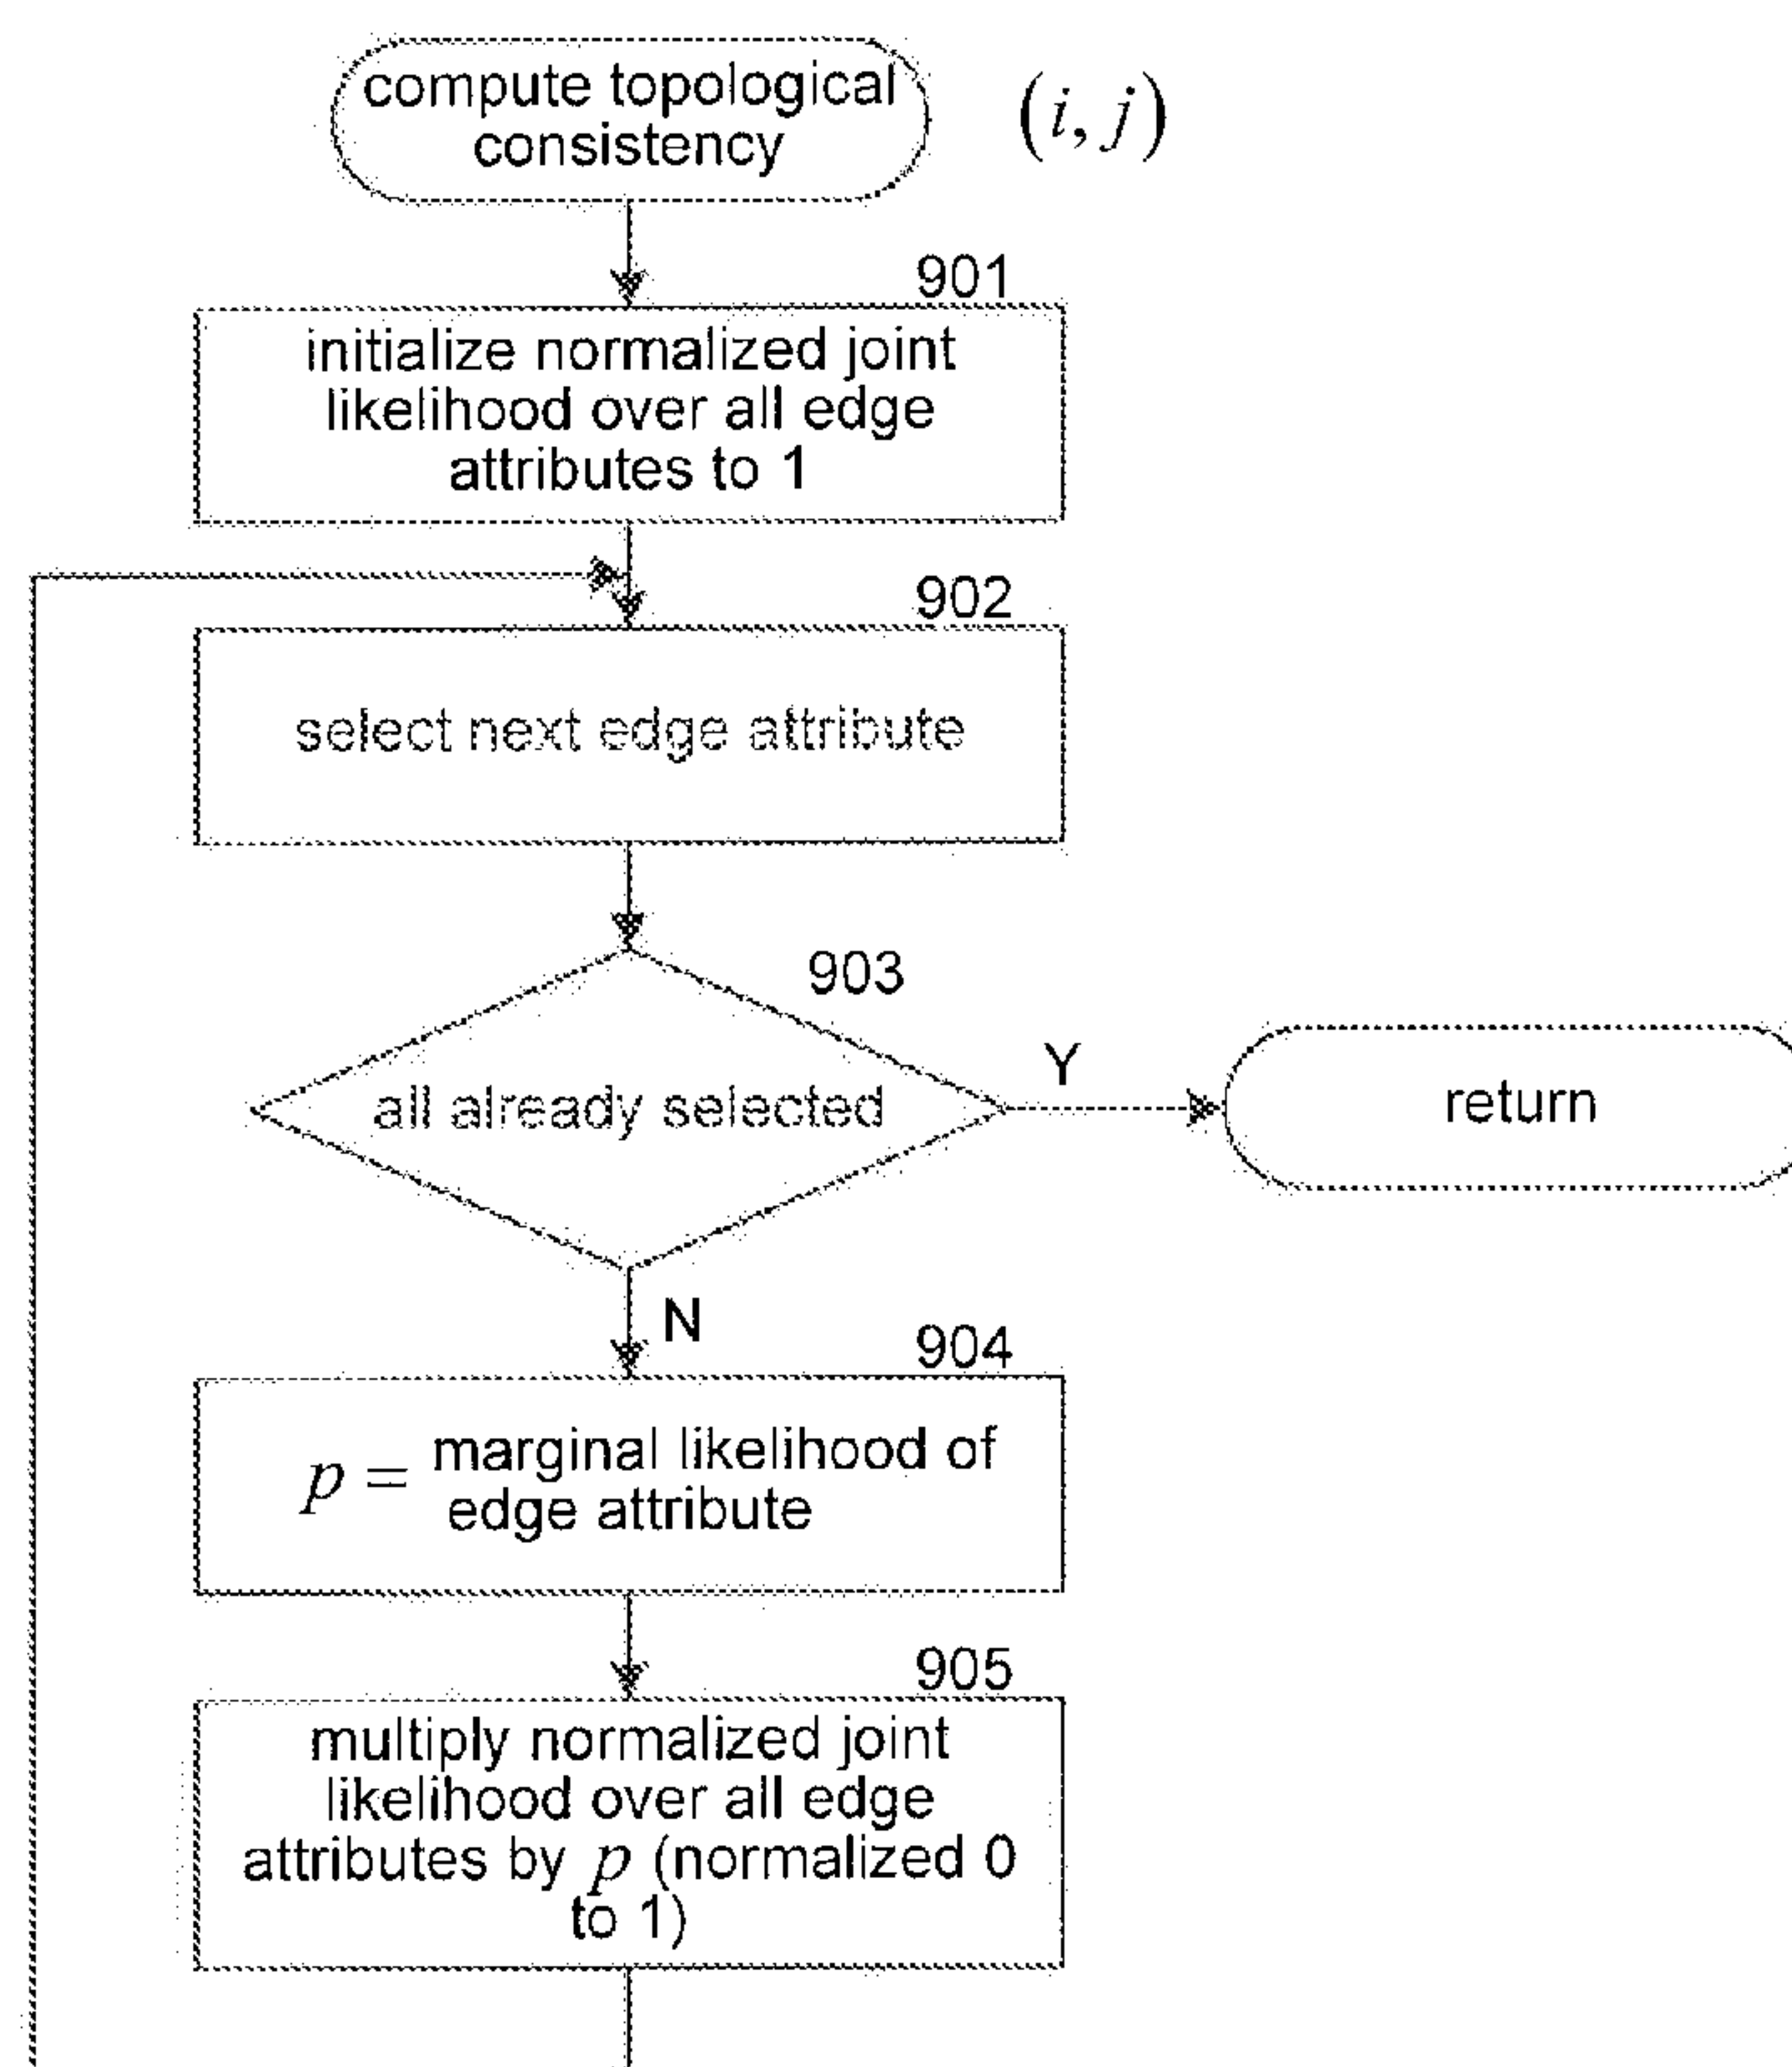 compute topological
consistency
(i, j)
901
initialize normalized joint
likelihood over all edge
attributes to 1
902
select next edge attribute
903
all already selected
Y
return
N
904
p = marginal likelihood of
edge attribute
905
multiply normalized joint
likelihood over all edge
attributes by p (normalized 0
to 1)